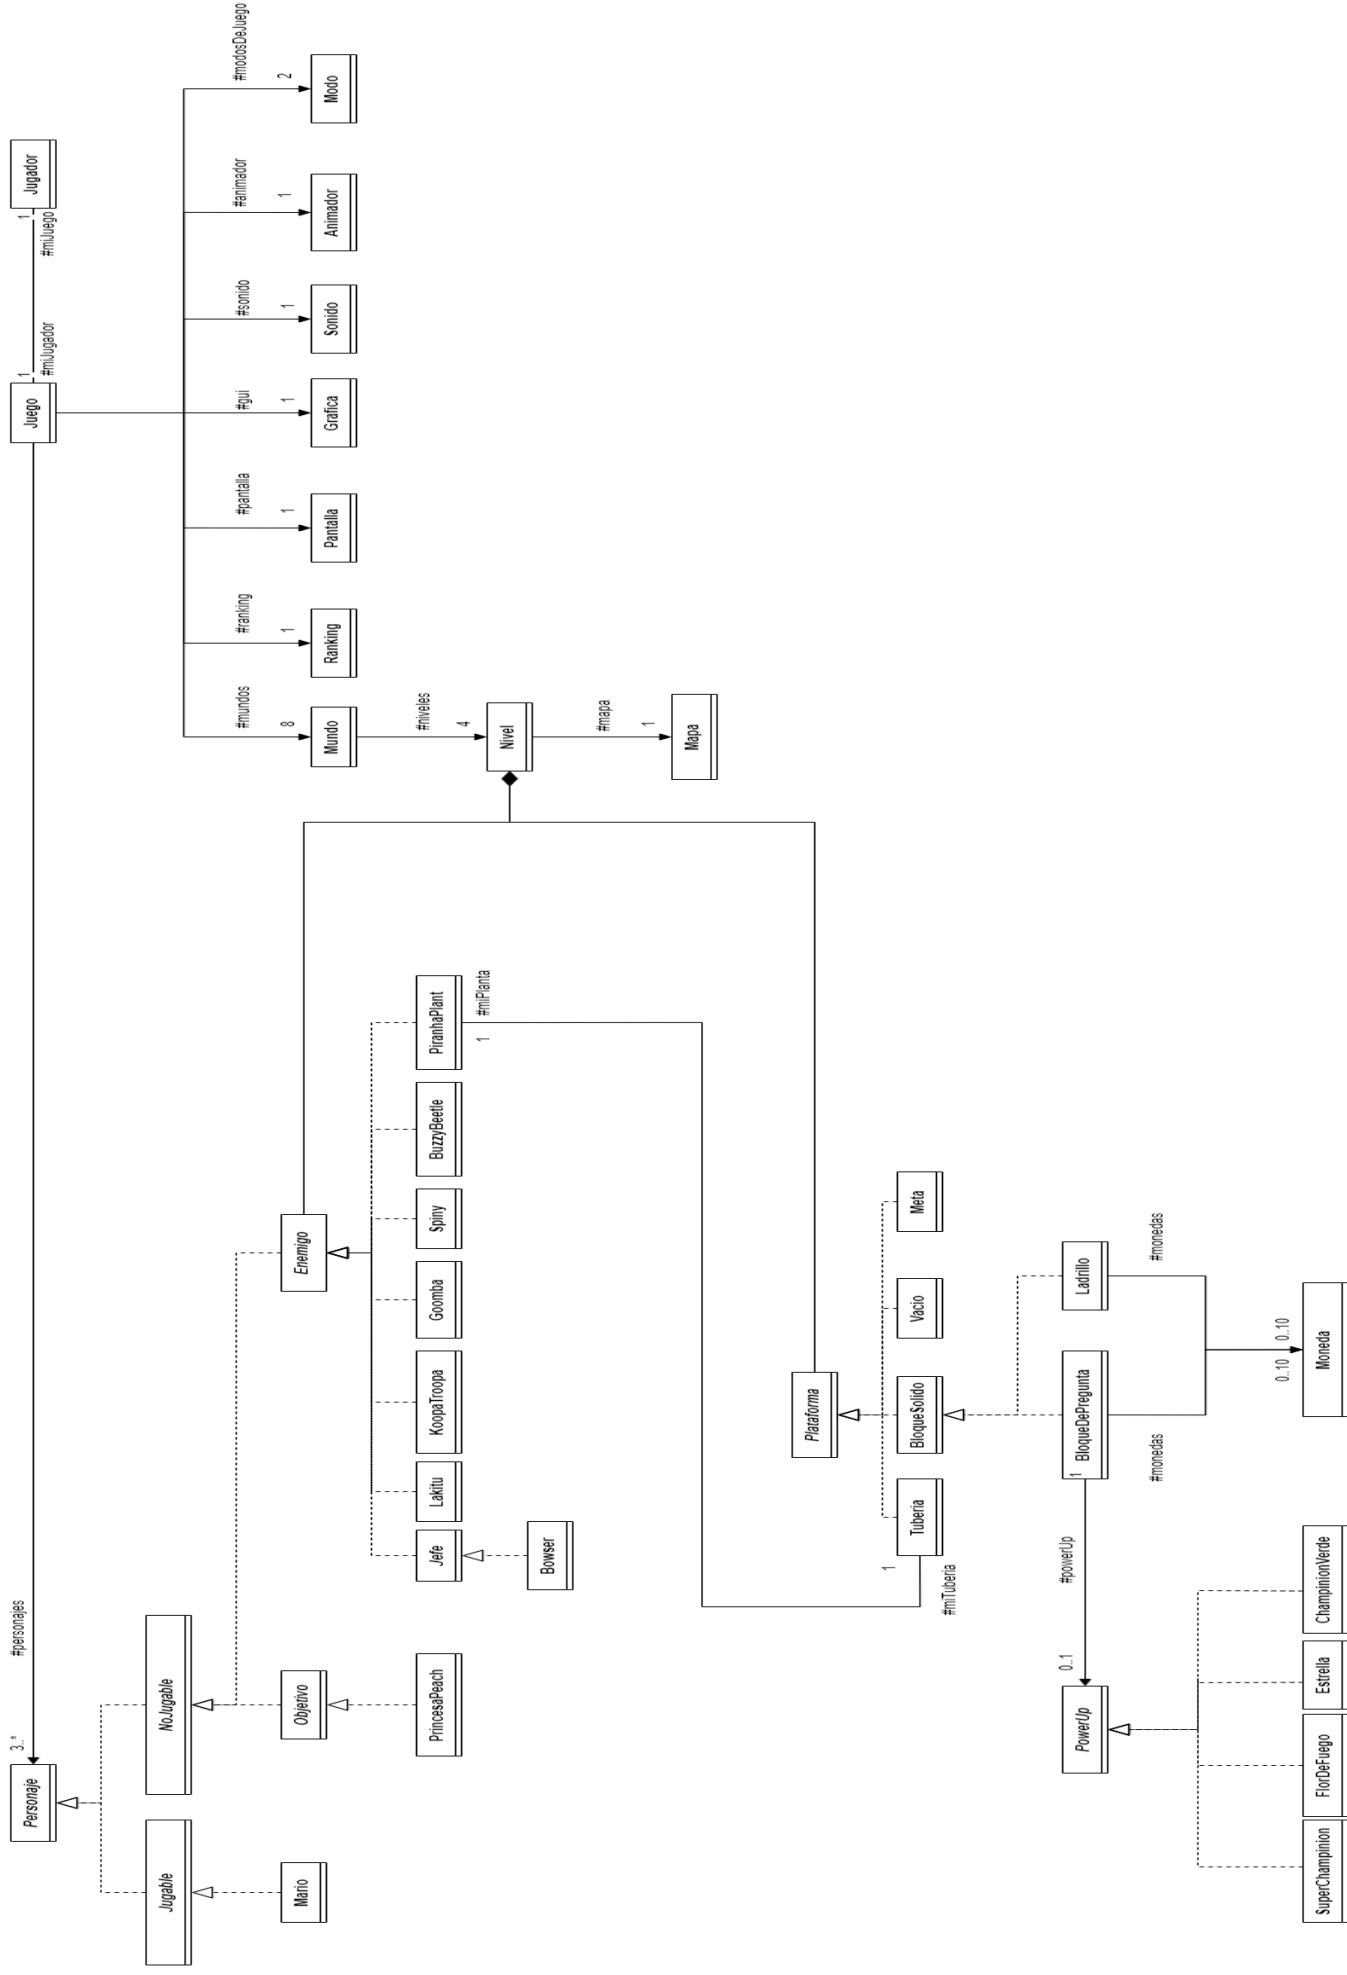 Personaje
3..*
#personajes
Juego
1
#miJugador
1
#miJuego
Jugador
Jugable
NoJugable
#mundos
#ranking
#pantalla
#gui
#sonido
#animador
#modosDeJuego
8
1
1
1
1
1
2
Mario
Objetivo
Enemigo
Mundo
Ranking
Pantalla
Grafica
Sonido
Animador
Modo
PrincesaPeach
Jefe
Lakitu
KoopaTroopa
Goomba
Spiny
BuzzyBeetle
PiranhaPlant
#niveles
4
1
#miPlanta
Nivel
Bowser
#mapa
1
Mapa
Plataforma
1
Tuberia
BloqueSolido
Vacio
Meta
#miTuberia
0..1
#powerUp
PowerUp
1
BloqueDePregunta
Ladrillo
#monedas
#monedas
0..10
0..10
SuperChampinion
FlorDeFuego
Estrella
ChampinionVerde
Moneda